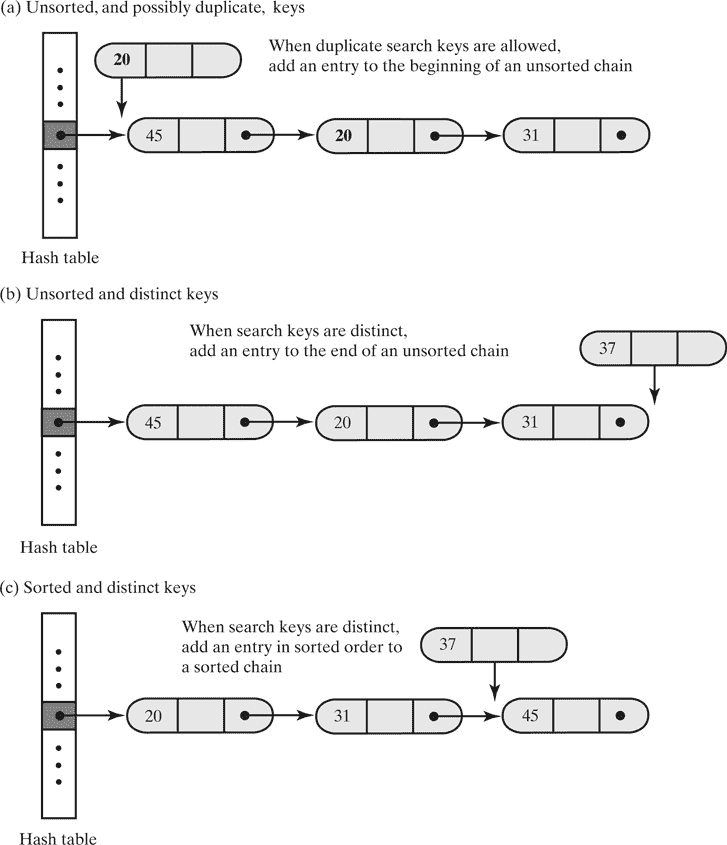 (a) Unsorted, and possibly duplicate, keys
20
When duplicate search keys are allowed,
add an entry to the beginning of an unsorted chain
45 20 31
Hash table
(b) Unsorted and distinct keys
When search keys are distinct,
add an entry to the end of an unsorted chain
37
45 20 31
Hash table
(c) Sorted and distinct keys
When search keys are distinct,
add an entry in sorted order to
a sorted chain
37
20 31 45
Hash table